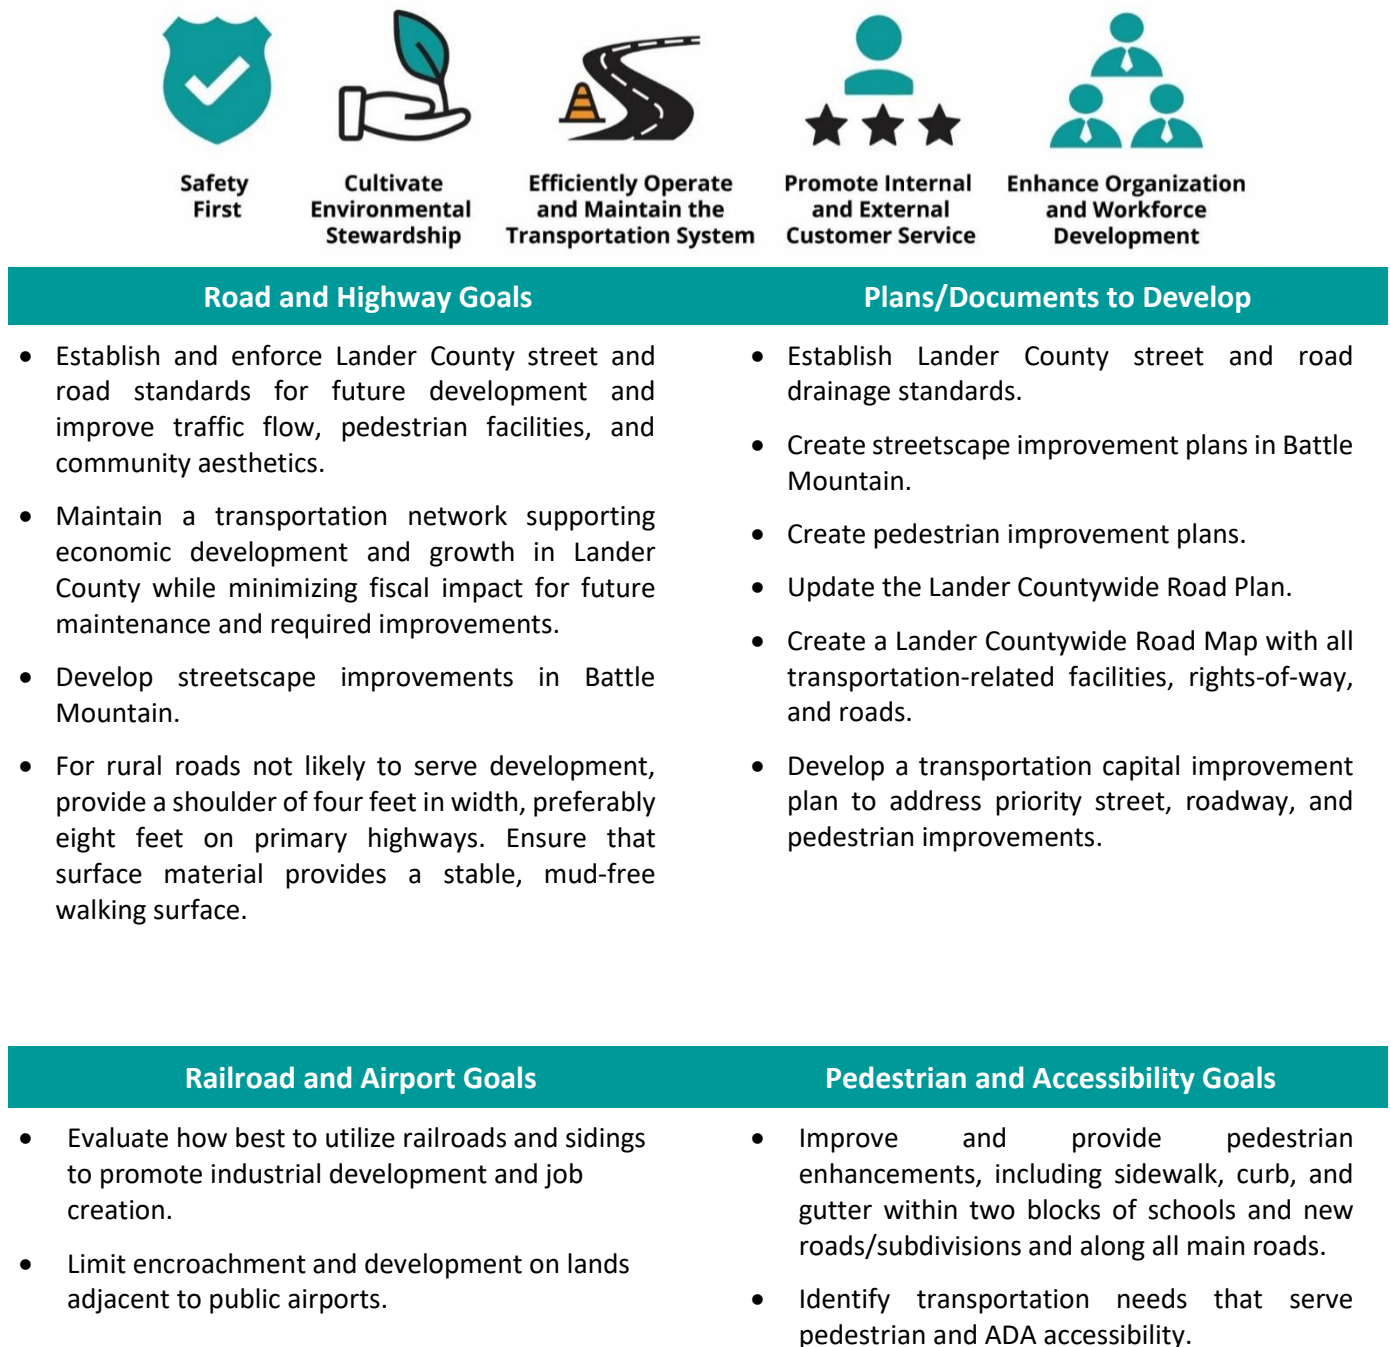 Safety
First
Cultivate
Environmental
Stewardship
Efficiently Operate
and Maintain the
Transportation System
Promote Internal
and External
Customer Service
Enhance Organization
and Workforce
Development
Road and Highway Goals
• Establish and enforce Lander County street and
road standards for future development and
improve traffic flow, pedestrian facilities, and
community aesthetics.
• Maintain a transportation network supporting
economic development and growth in Lander
County while minimizing fiscal impact for future
maintenance and required improvements.
• Develop streetscape improvements in Battle
Mountain.
• For rural roads not likely to serve development,
provide a shoulder of four feet in width, preferably
eight feet on primary highways. Ensure that
surface material provides a stable, mud-free
walking surface.
Plans/Documents to Develop
• Establish Lander County street and road
drainage standards.
• Create streetscape improvement plans in Battle
Mountain.
• Create pedestrian improvement plans.
• Update the Lander Countywide Road Plan.
• Create a Lander Countywide Road Map with all
transportation-related facilities, rights-of-way,
and roads.
• Develop a transportation capital improvement
plan to address priority street, roadway, and
pedestrian improvements.
Railroad and Airport Goals
• Evaluate how best to utilize railroads and sidings
to promote industrial development and job
creation.
• Limit encroachment and development on lands
adjacent to public airports.
Pedestrian and Accessibility Goals
• Improve and provide pedestrian
enhancements, including sidewalk, curb, and
gutter within two blocks of schools and new
roads/subdivisions and along all main roads.
• Identify transportation needs that serve
pedestrian and ADA accessibility.